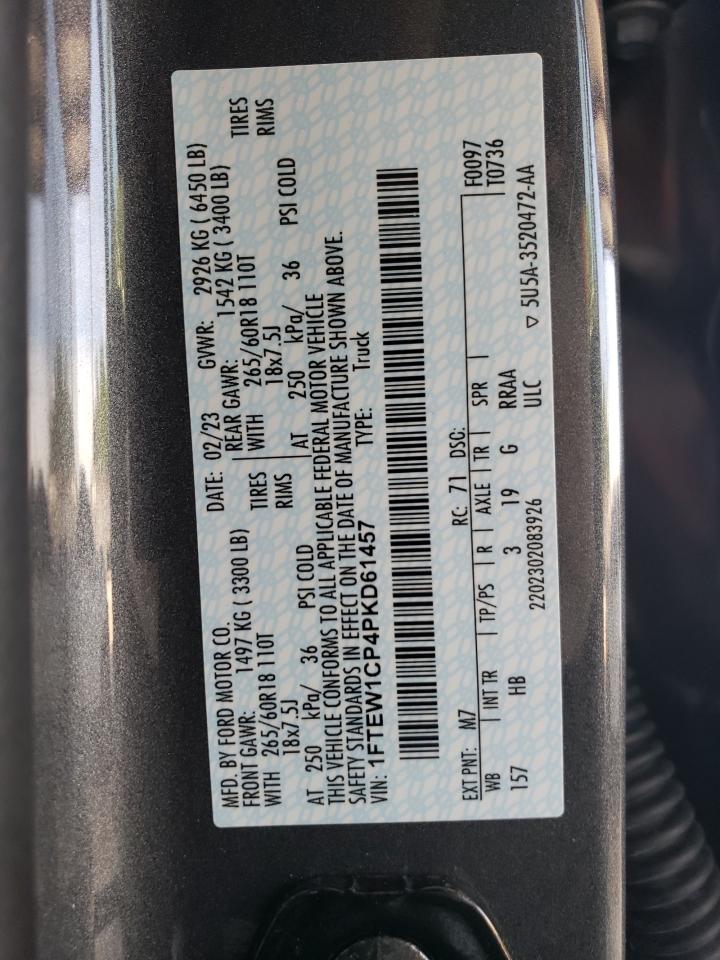 MFD. BY FORD MOTOR CO.
DATE: 02/23 GVWR: 2926 KG ( 6450 LB)
FRONT GAWR: 1497 KG ( 3300 LB) REAR GAWR: 1542 KG ( 3400 LB)
WITH 265/60R18 110T TIRES WITH 265/60R18 110T TIRES
18x7.5J RIMS 18x7.5J RIMS
AT 250 kPa/ 36 PSI COLD AT 250 kPa/ 36 PSI COLD
THIS VEHICLE CONFORMS TO ALL APPLICABLE FEDERAL MOTOR VEHICLE
SAFETY STANDARDS IN EFFECT ON THE DATE OF MANUFACTURE SHOWN ABOVE.
VIN: 1FTEW1CP4PKD61457 TYPE: Truck
EXT PNT: M7 RC: 71 DSC: F0097
WB INT TR TP/PS R AXLE TR SPR T0736
157 HB 3 19 G RRAA
2202302083926 ULC ▽ 5U5A-3520472-AA